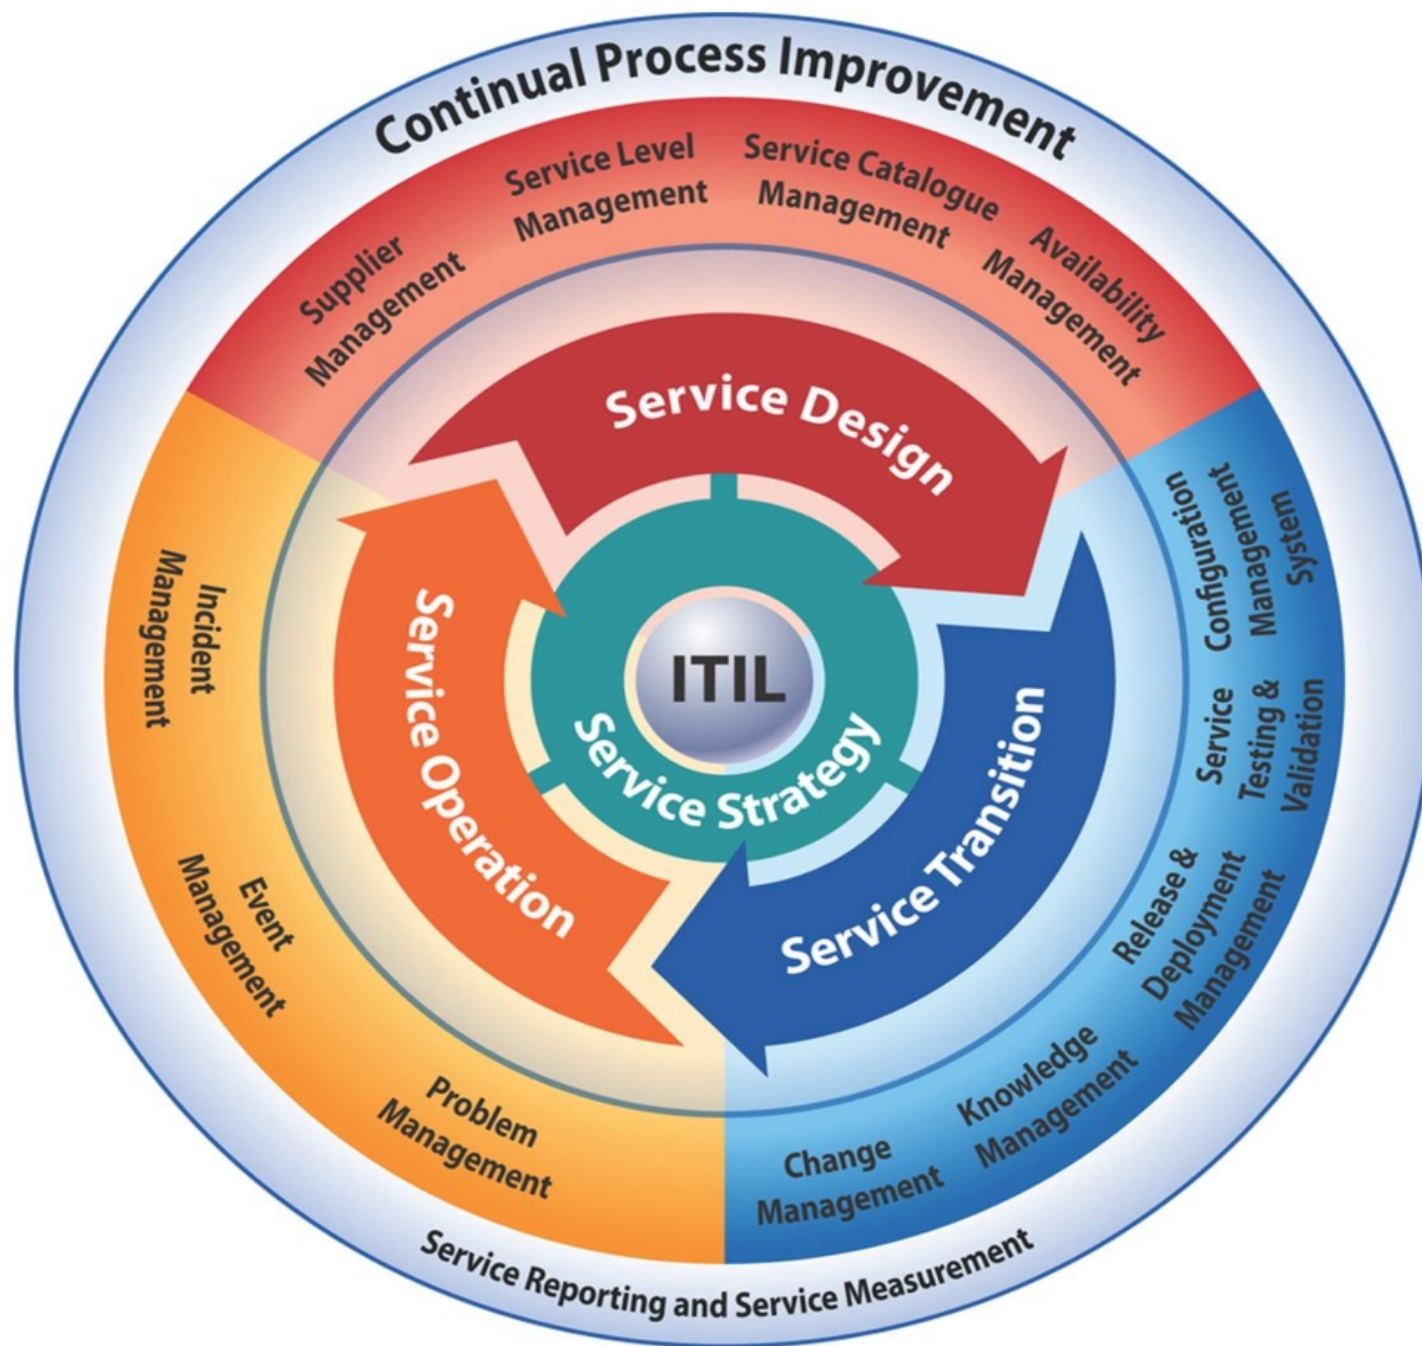 Continual Process Improvement
Supplier
Management
Service Level
Management
Service Catalogue
Management
Availability
Management
Configuration
Management
System
Service
Testing &
Validation
Release &
Deployment
Management
Knowledge
Management
Change
Management
Problem
Management
Event
Management
Incident
Management
Service Design
Service Transition
Service Operation
Service Strategy
ITIL
Service Reporting and Service Measurement